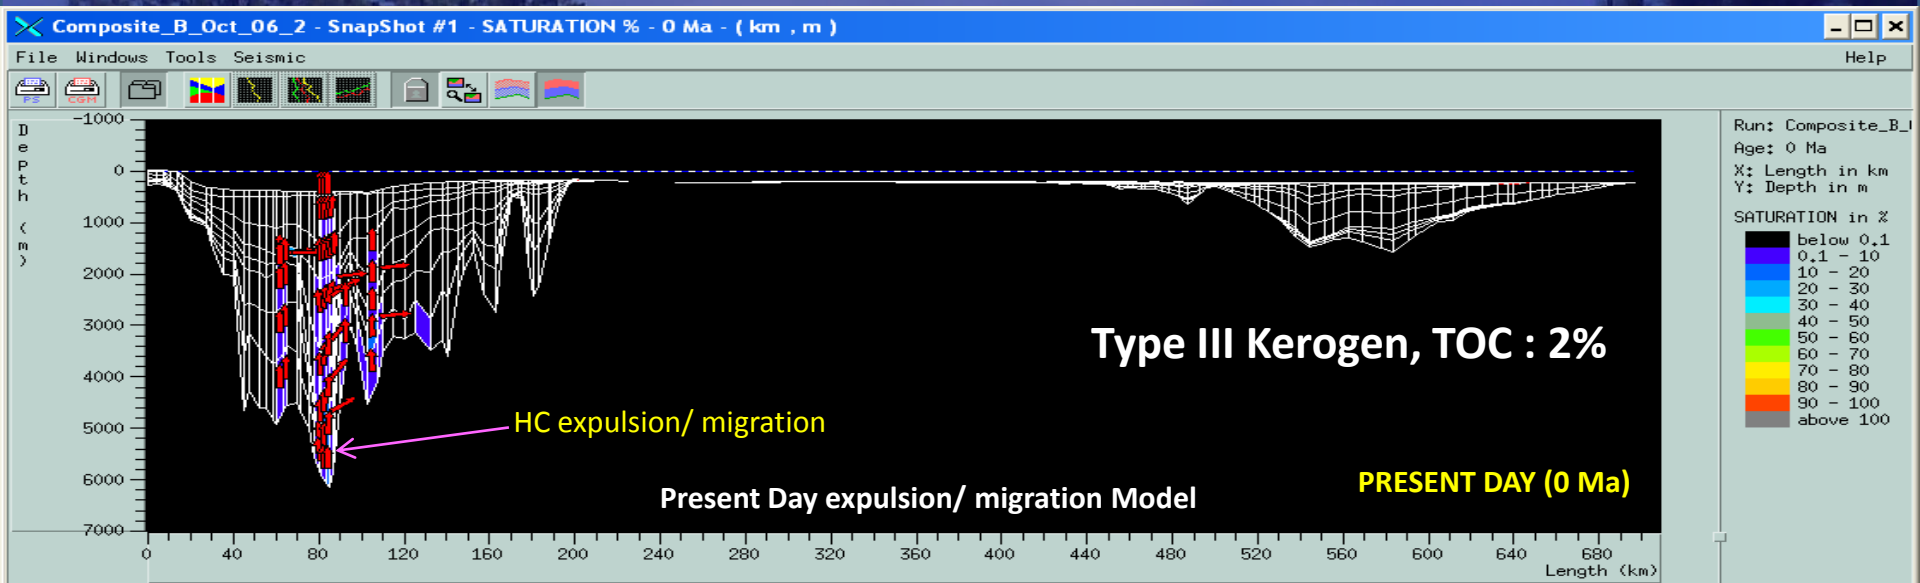 Composite_B_Oct_06_2 - SnapShot #1 - SATURATION % - 0 Ma - ( km , m )
File Windows Tools Seismic Help
PS CGM
Depth (m)
-1000
0
1000
2000
3000
4000
5000
6000
7000
Type III Kerogen, TOC : 2%
HC expulsion/ migration
PRESENT DAY (0 Ma)
Present Day expulsion/ migration Model
0 40 80 120 160 200 240 280 320 360 400 440 480 520 560 600 640 680
Length (km)
Run: Composite_B_
Age: 0 Ma
X: Length in km
Y: Depth in m
SATURATION in %
below 0.1
0.1 - 10
10 - 20
20 - 30
30 - 40
40 - 50
50 - 60
60 - 70
70 - 80
80 - 90
90 - 100
above 100